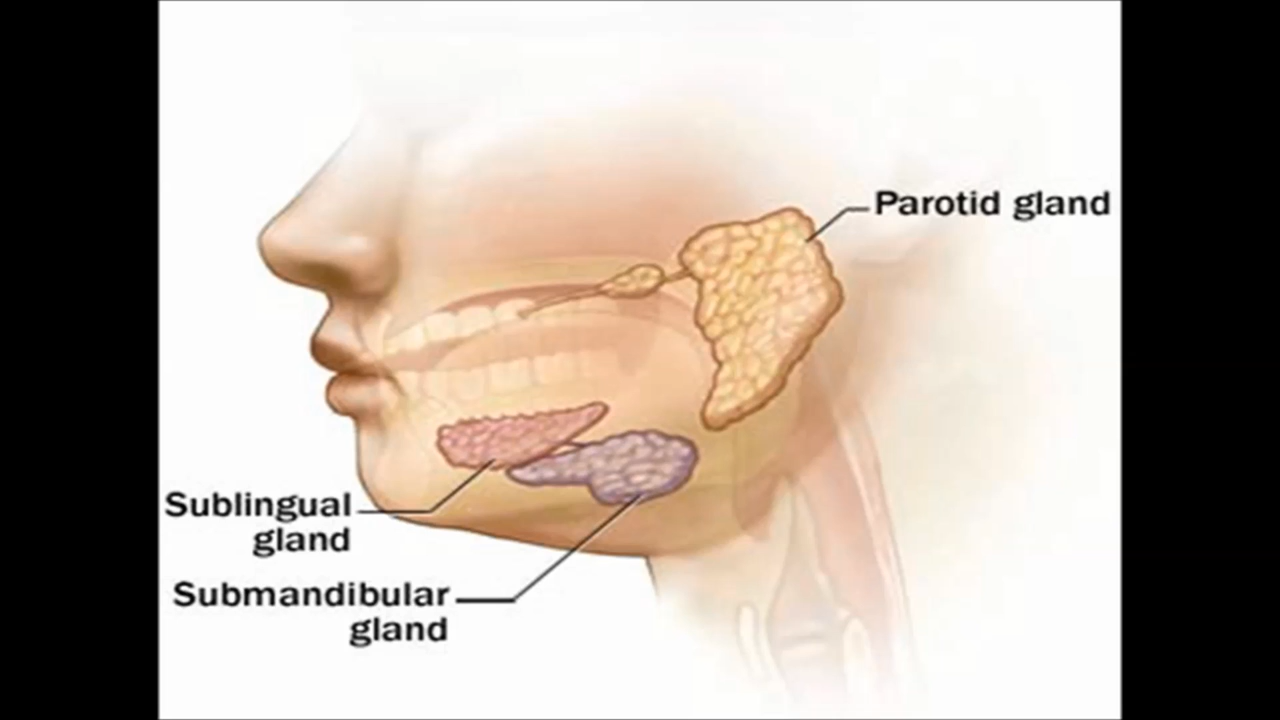 Parotid gland
Sublingual
gland
Submandibular
gland